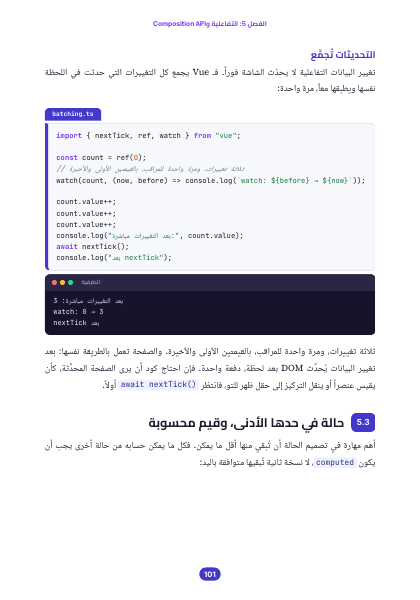 الفصل 5: التفاعلية وComposition API
التحديثات تُجمَّع
تغيير البيانات التفاعلية لا يحدّث الشاشة فوراً. فـ Vue يجمع كل التغييرات التي حدثت في اللحظة
نفسها ويطبقها معاً، مرة واحدة:
batching.ts
import { nextTick, ref, watch } from "vue";
const count = ref(0);
// ثلاثة تغييرات، ومرة واحدة للمراقب، بالقيمتين الأولى والأخيرة
watch(count, (now, before) => console.log(`watch: ${before} → ${now}`));
count.value++;
count.value++;
count.value++;
console.log("بعد التغييرات مباشرة:", count.value);
await nextTick();
console.log("بعد nextTick");
الطرفية
بعد التغييرات مباشرة: 3
watch: 0 → 3
بعد nextTick
ثلاثة تغييرات، ومرة واحدة للمراقب، بالقيمتين الأولى والأخيرة. والصفحة تعمل بالطريقة نفسها: بعد
تغيير البيانات يُحدَّث DOM بعد لحظة، دفعة واحدة. فإن احتاج كود أن يرى الصفحة المحدَّثة، كأن
يقيس عنصراً أو ينقل التركيز إلى حقل ظهر للتو، فانتظر await nextTick() أولاً.
5.3 حالة في حدها الأدنى، وقيم محسوبة
أهم مهارة في تصميم الحالة أن تُبقي منها أقل ما يمكن. فكل ما يمكن حسابه من حالة أخرى يجب أن
يكون computed، لا نسخة ثانية تُبقيها متوافقة باليد:
101